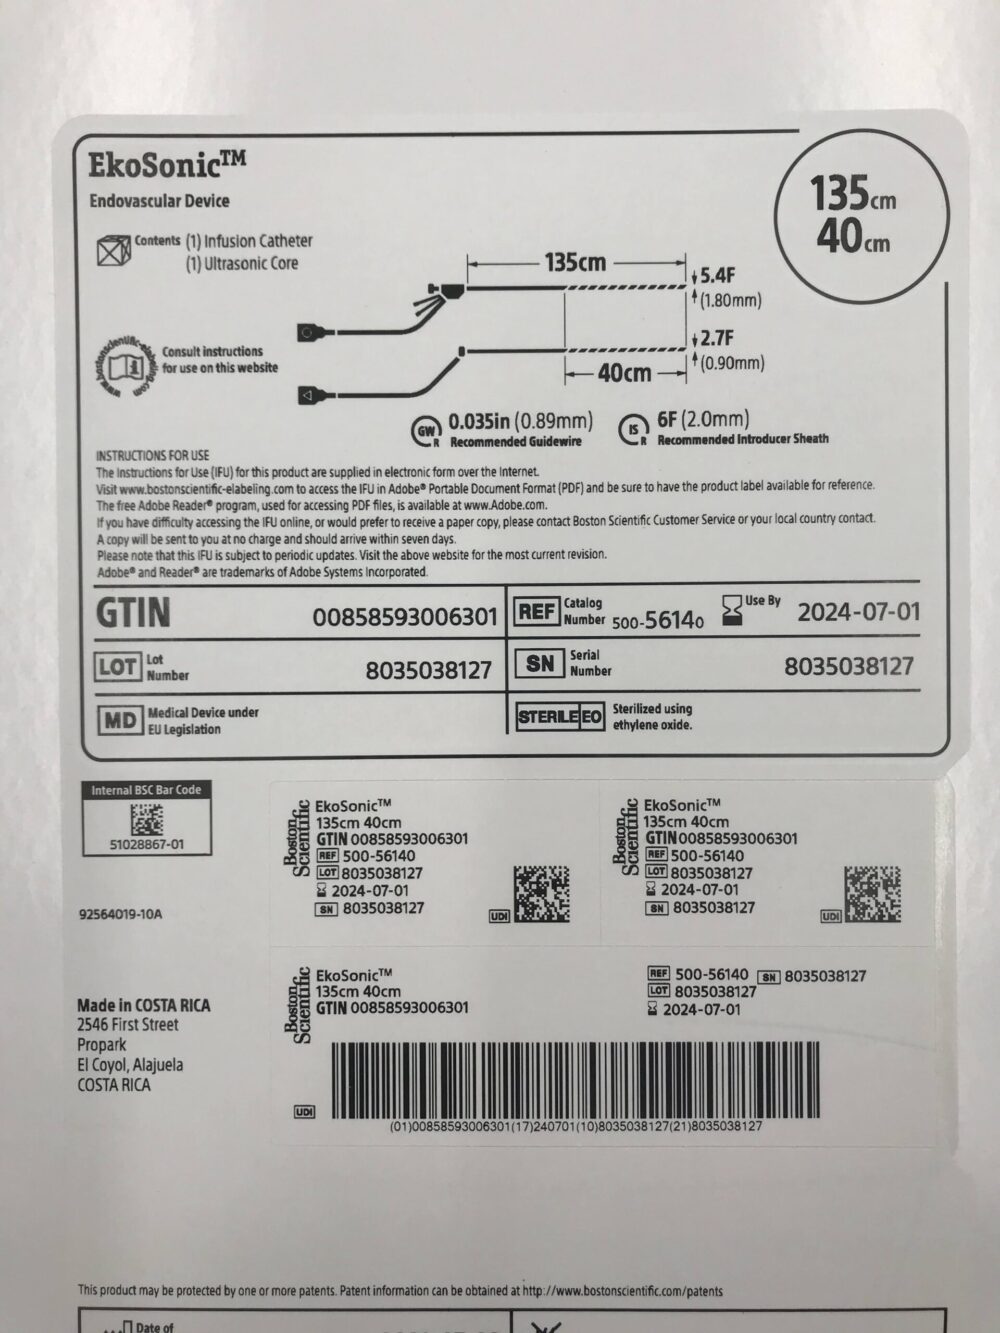 EkoSonic™
Endovascular Device
135cm
40cm
Contents (1) Infusion Catheter
(1) Ultrasonic Core
135cm
5.4F
(1.80mm)
2.7F
(0.90mm)
40cm
www.bostonscientific-elabeling.com
Consult instructions
for use on this website
GW
R
0.035in (0.89mm)
Recommended Guidewire
IS
R
6F (2.0mm)
Recommended Introducer Sheath
INSTRUCTIONS FOR USE
The Instructions for Use (IFU) for this product are supplied in electronic form over the Internet.
Visit www.bostonscientific-elabeling.com to access the IFU in Adobe® Portable Document Format (PDF) and be sure to have the product label available for reference.
The free Adobe Reader® program, used for accessing PDF files, is available at www.Adobe.com.
If you have difficulty accessing the IFU online, or would prefer to receive a paper copy, please contact Boston Scientific Customer Service or your local country contact.
A copy will be sent to you at no charge and should arrive within seven days.
Please note that this IFU is subject to periodic updates. Visit the above website for the most current revision.
Adobe® and Reader® are trademarks of Adobe Systems Incorporated.
GTIN 00858593006301
REF Catalog Number 500-56140
Use By 2024-07-01
LOT Lot Number 8035038127
SN Serial Number 8035038127
MD Medical Device under
EU Legislation
STERILE EO Sterilized using
ethylene oxide.
Internal BSC Bar Code
51028867-01
92564019-10A
Boston Scientific
EkoSonic™
135cm 40cm
GTIN 00858593006301
REF 500-56140
LOT 8035038127
2024-07-01
SN 8035038127
UDI
Boston Scientific
EkoSonic™
135cm 40cm
GTIN 00858593006301
REF 500-56140
LOT 8035038127
2024-07-01
SN 8035038127
UDI
Made in COSTA RICA
2546 First Street
Propark
El Coyol, Alajuela
COSTA RICA
Boston Scientific
EkoSonic™
135cm 40cm
GTIN 00858593006301
REF 500-56140 SN 8035038127
LOT 8035038127
2024-07-01
UDI
(01)00858593006301(17)240701(10)8035038127(21)8035038127
This product may be protected by one or more patents. Patent information can be obtained at http://www.bostonscientific.com/patents
Date of